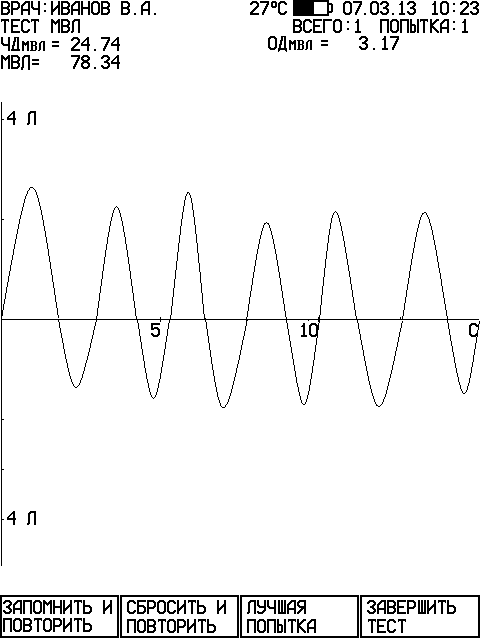 ВРАЧ:ИВАНОВ В.А. 27°С 07.03.13 10:23
ТЕСТ МВЛ ВСЕГО:1 ПОПЫТКА:1
ЧДмвл = 24.74 ОДмвл = 3.17
МВЛ= 78.34
4 Л
5 10 С
4 Л
ЗАПОМНИТЬ И
ПОВТОРИТЬ
СБРОСИТЬ И
ПОВТОРИТЬ
ЛУЧШАЯ
ПОПЫТКА
ЗАВЕРШИТЬ
ТЕСТ